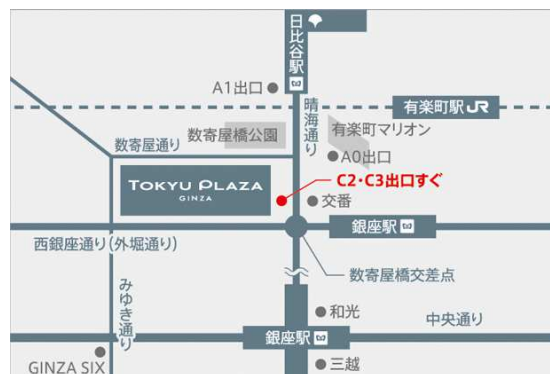 日比谷駅
A1出口
晴海通り
有楽町駅JR
数寄屋橋公園
有楽町マリオン
数寄屋通り
A0出口
TOKYU PLAZA
GINZA
C2・C3出口すぐ
交番
銀座駅
西銀座通り(外堀通り)
数寄屋橋交差点
みゆき通り
和光
中央通り
銀座駅
GINZA SIX
三越